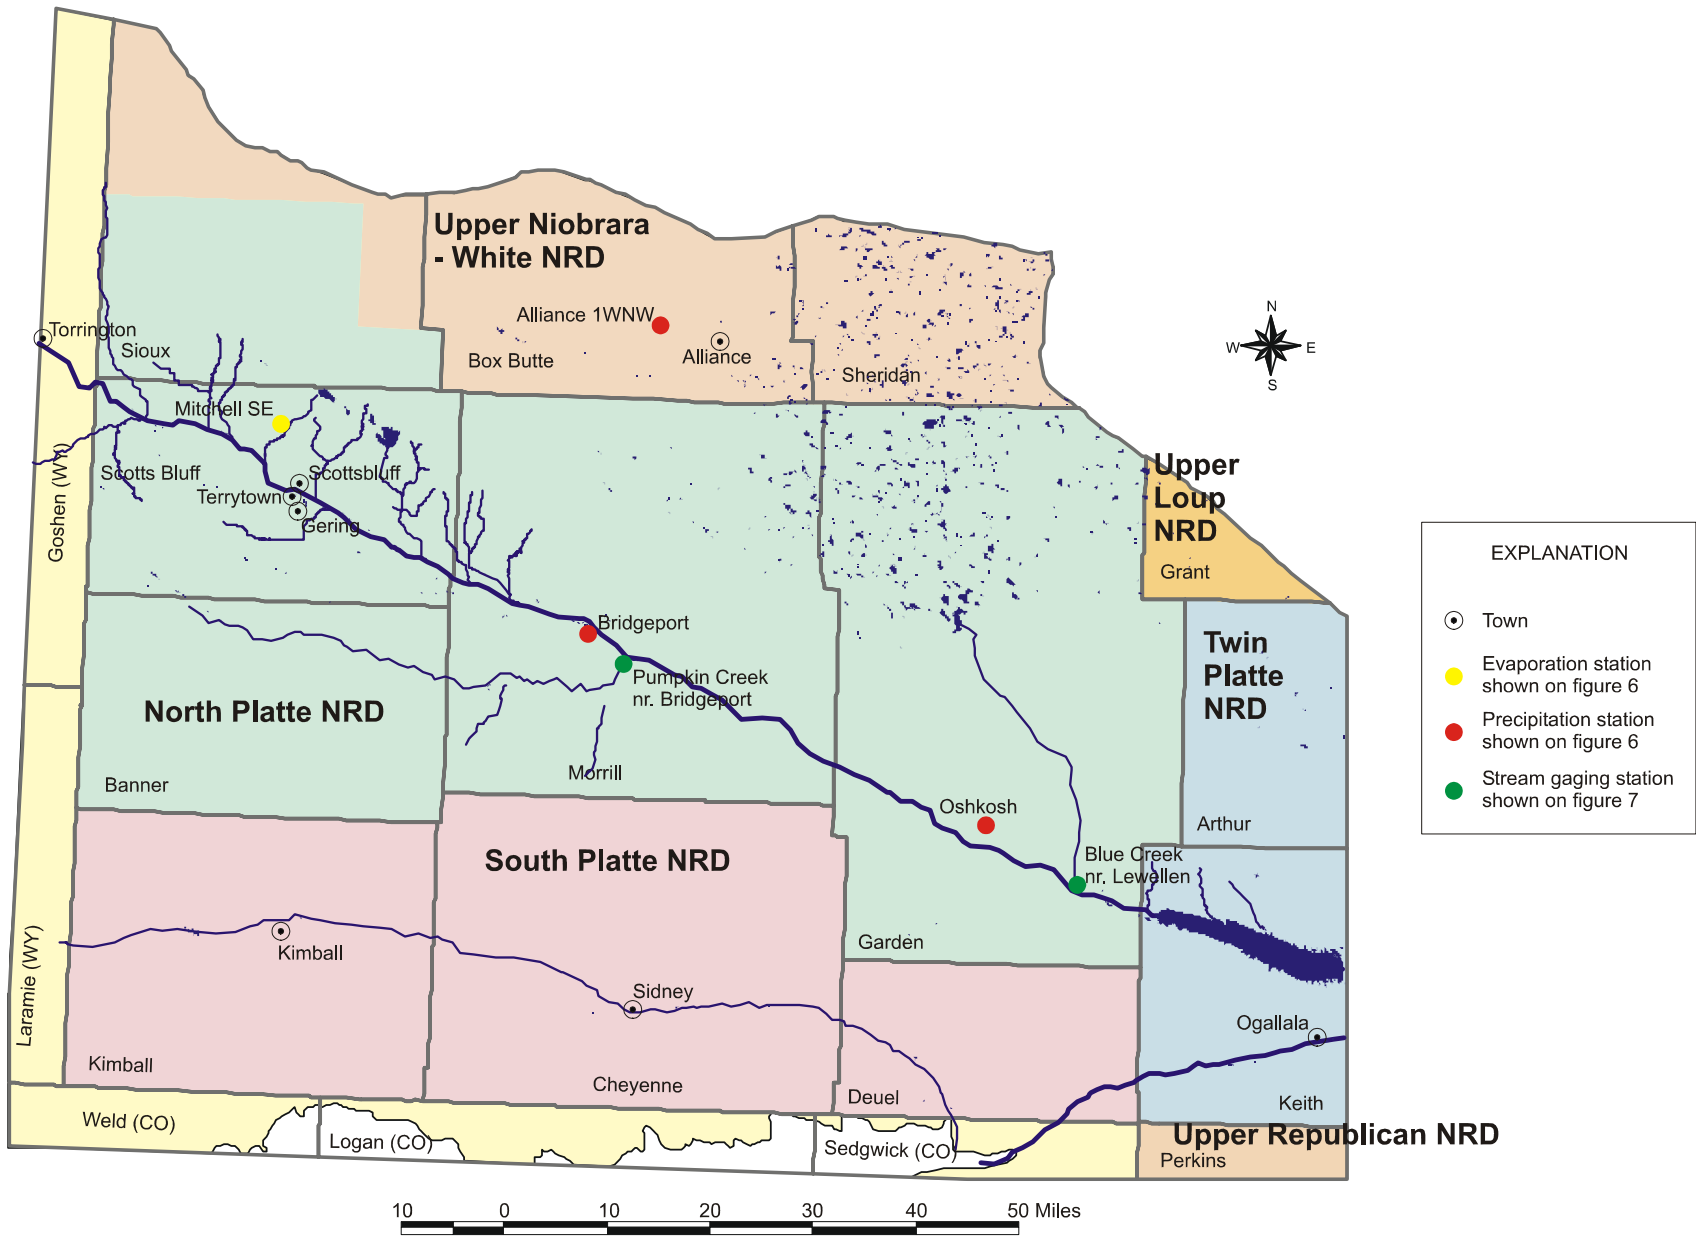 Upper Niobrara
- White NRD
Alliance 1WNW
Alliance
Box Butte
Sheridan
Torrington
Sioux
Mitchell SE
Scotts Bluff
Scottsbluff
Terrytown
Gering
Goshen (WY)
N
W
E
S
Upper
Loup
NRD
Grant
Bridgeport
Pumpkin Creek
nr. Bridgeport
North Platte NRD
Banner
Morrill
Twin
Platte
NRD
Arthur
Oshkosh
Blue Creek
nr. Lewellen
Garden
South Platte NRD
Kimball
Sidney
Laramie (WY)
Kimball
Cheyenne
Deuel
Ogallala
Keith
Weld (CO)
Logan (CO)
Sedgwick (CO)
Upper Republican NRD
Perkins
EXPLANATION
Town
Evaporation station
shown on figure 6
Precipitation station
shown on figure 6
Stream gaging station
shown on figure 7
10 0 10 20 30 40 50 Miles